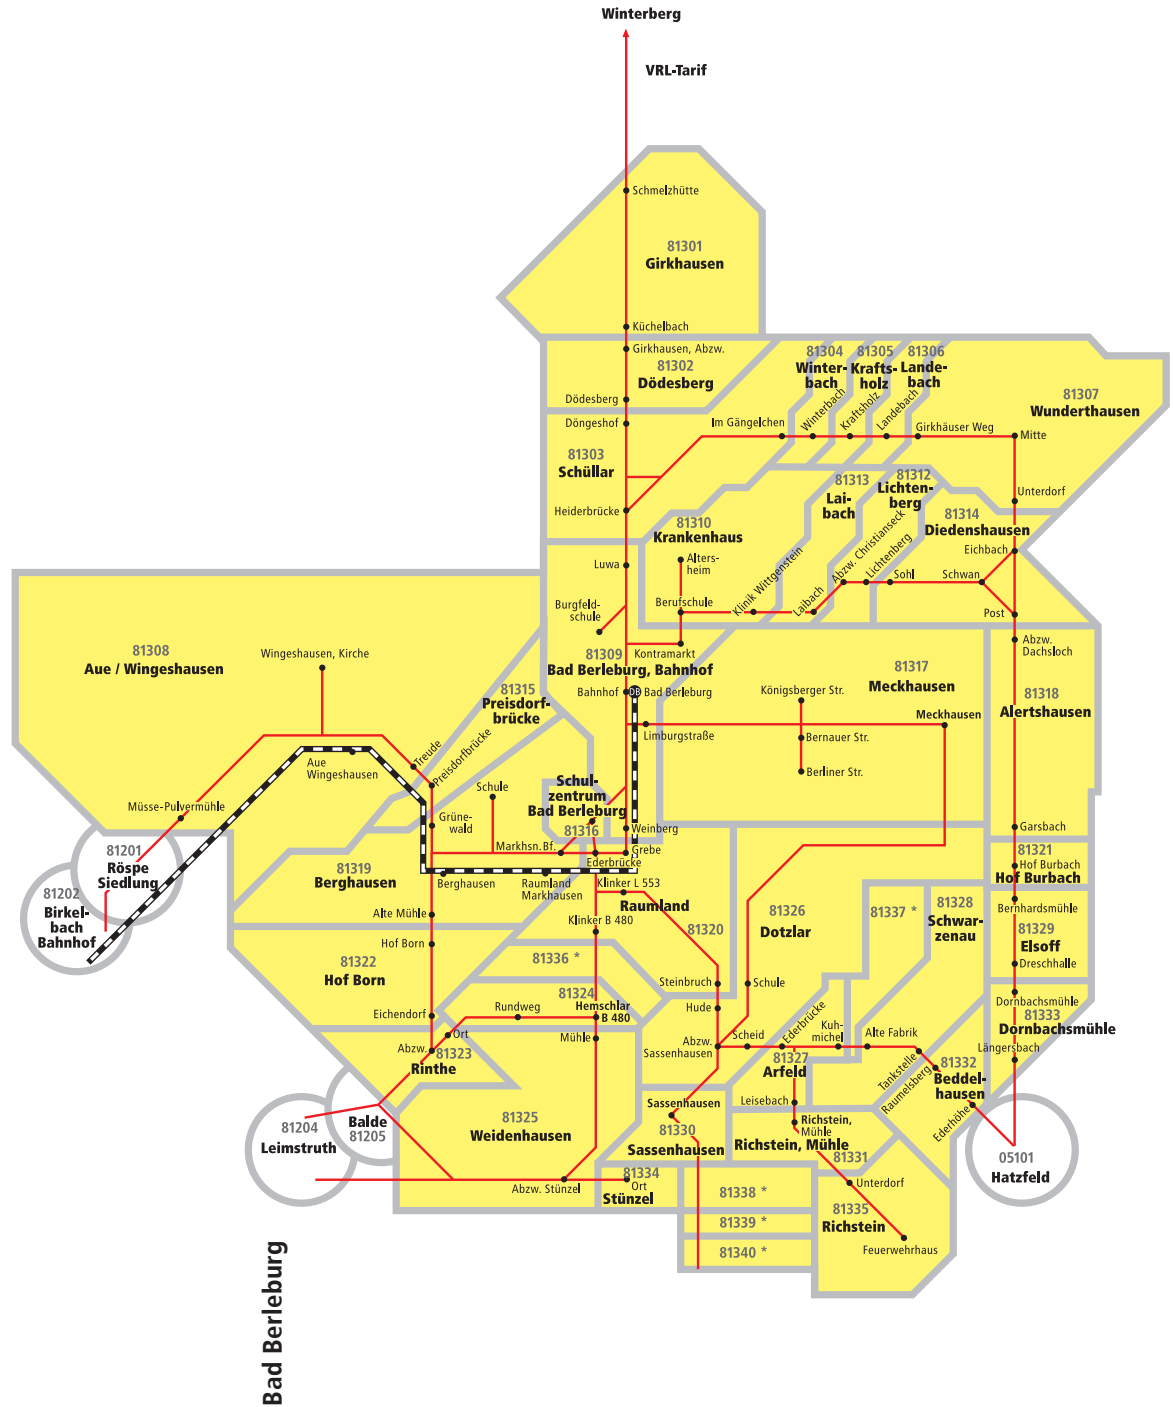 Winterberg
VRL-Tarif
Schmelzhütte
81301
Girkhausen
Küchelbach
Girkhausen, Abzw.
81302
Dödesberg
Dödesberg
Döngeshof
81303
Schüllar
Heiderbrücke
81304
Winter-
bach
81305
Krafts-
holz
81306
Lande-
bach
81307
Wunderthausen
Im Gängelchen
Winterbach
Kraftsholz
Landebach
Girkhäuser Weg
Mitte
Unterdorf
81313
Lai-
bach
81312
Lichten-
berg
81314
Diedenshausen
Eichbach
81310
Krankenhaus
Luwa
Alters-
heim
Burgfeld-
schule
Berufschule
Klinik Wittgenstein
Laibach
Abzw. Christianseck
Lichtenberg
Sohl
Schwan
Post
Kontramarkt
Abzw.
Dachsloch
81308
Aue / Wingeshausen
Wingeshausen, Kirche
81309
Bad Berleburg, Bahnhof
81315
Preisdorf-
brücke
Bahnhof
DB
Bad Berleburg
Königsberger Str.
81317
Meckhausen
Meckhausen
81318
Alertshausen
Limburgstraße
Bernauer Str.
Berliner Str.
Aue
Wingeshausen
Treude
Preisdorfbrücke
Müsse-Pulvermühle
Schule
Schul-
zentrum
Bad Berleburg
Grüne-
wald
81316
Weinberg
Markhsn. Bf.
Ederbrücke
Grebe
Garsbach
81201
Röspe
Siedlung
81202
Birkel-
bach
Bahnhof
81319
Berghausen
Berghausen
Raumland
Markhausen
Klinker L 553
Raumland
81321
Hof Burbach
Hof Burbach
Alte Mühle
Klinker B 480
81320
81326
Dotzlar
81337 *
81328
Schwar-
zenau
Bernhardsmühle
81329
Elsoff
Hof Born
81322
Hof Born
81336 *
Dreschhalle
Steinbruch
Schule
81324
Hemschlar
B 480
Rundweg
Dornbachsmühle
81333
Dornbachsmühle
Eichendorf
Hude
Ort
Mühle
Ederbrücke
Kuh-
michel
Alte Fabrik
Scheid
Abzw.
Sassenhausen
Längersbach
Abzw.
81323
Rinthe
81327
Arfeld
Tankstelle
Raumelsberg
81332
Beddel-
hausen
Ederhöhe
Leisebach
Sassenhausen
81330
Sassenhausen
Richstein,
Mühle
Richstein, Mühle
81331
81204
Leimstruth
Balde
81205
81325
Weidenhausen
05101
Hatzfeld
Abzw. Stünzel
81334
Ort
Stünzel
81338 *
81339 *
81340 *
Unterdorf
81335
Richstein
Feuerwehrhaus
Bad Berleburg